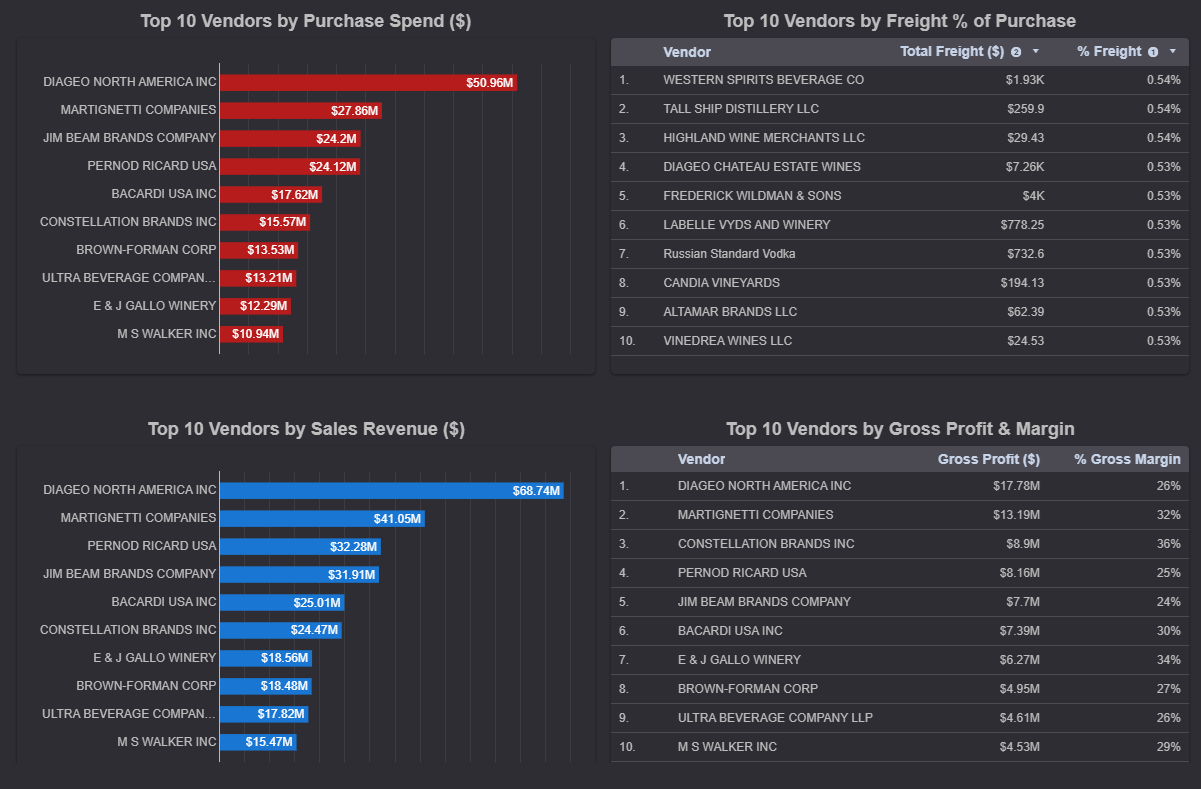 Top 10 Vendors by Purchase Spend ($)
DIAGEO NORTH AMERICA INC $50.96M
MARTIGNETTI COMPANIES $27.86M
JIM BEAM BRANDS COMPANY $24.2M
PERNOD RICARD USA $24.12M
BACARDI USA INC $17.62M
CONSTELLATION BRANDS INC $15.57M
BROWN-FORMAN CORP $13.53M
ULTRA BEVERAGE COMPAN... $13.21M
E & J GALLO WINERY $12.29M
M S WALKER INC $10.94M
Top 10 Vendors by Freight % of Purchase
Vendor Total Freight ($) 2 % Freight 1
1. WESTERN SPIRITS BEVERAGE CO $1.93K 0.54%
2. TALL SHIP DISTILLERY LLC $259.9 0.54%
3. HIGHLAND WINE MERCHANTS LLC $29.43 0.54%
4. DIAGEO CHATEAU ESTATE WINES $7.26K 0.53%
5. FREDERICK WILDMAN & SONS $4K 0.53%
6. LABELLE VYDS AND WINERY $778.25 0.53%
7. Russian Standard Vodka $732.6 0.53%
8. CANDIA VINEYARDS $194.13 0.53%
9. ALTAMAR BRANDS LLC $62.39 0.53%
10. VINEDREA WINES LLC $24.53 0.53%
Top 10 Vendors by Sales Revenue ($)
DIAGEO NORTH AMERICA INC $68.74M
MARTIGNETTI COMPANIES $41.05M
PERNOD RICARD USA $32.28M
JIM BEAM BRANDS COMPANY $31.91M
BACARDI USA INC $25.01M
CONSTELLATION BRANDS INC $24.47M
E & J GALLO WINERY $18.56M
BROWN-FORMAN CORP $18.48M
ULTRA BEVERAGE COMPAN... $17.82M
M S WALKER INC $15.47M
Top 10 Vendors by Gross Profit & Margin
Vendor Gross Profit ($) % Gross Margin
1. DIAGEO NORTH AMERICA INC $17.78M 26%
2. MARTIGNETTI COMPANIES $13.19M 32%
3. CONSTELLATION BRANDS INC $8.9M 36%
4. PERNOD RICARD USA $8.16M 25%
5. JIM BEAM BRANDS COMPANY $7.7M 24%
6. BACARDI USA INC $7.39M 30%
7. E & J GALLO WINERY $6.27M 34%
8. BROWN-FORMAN CORP $4.95M 27%
9. ULTRA BEVERAGE COMPANY LLP $4.61M 26%
10. M S WALKER INC $4.53M 29%